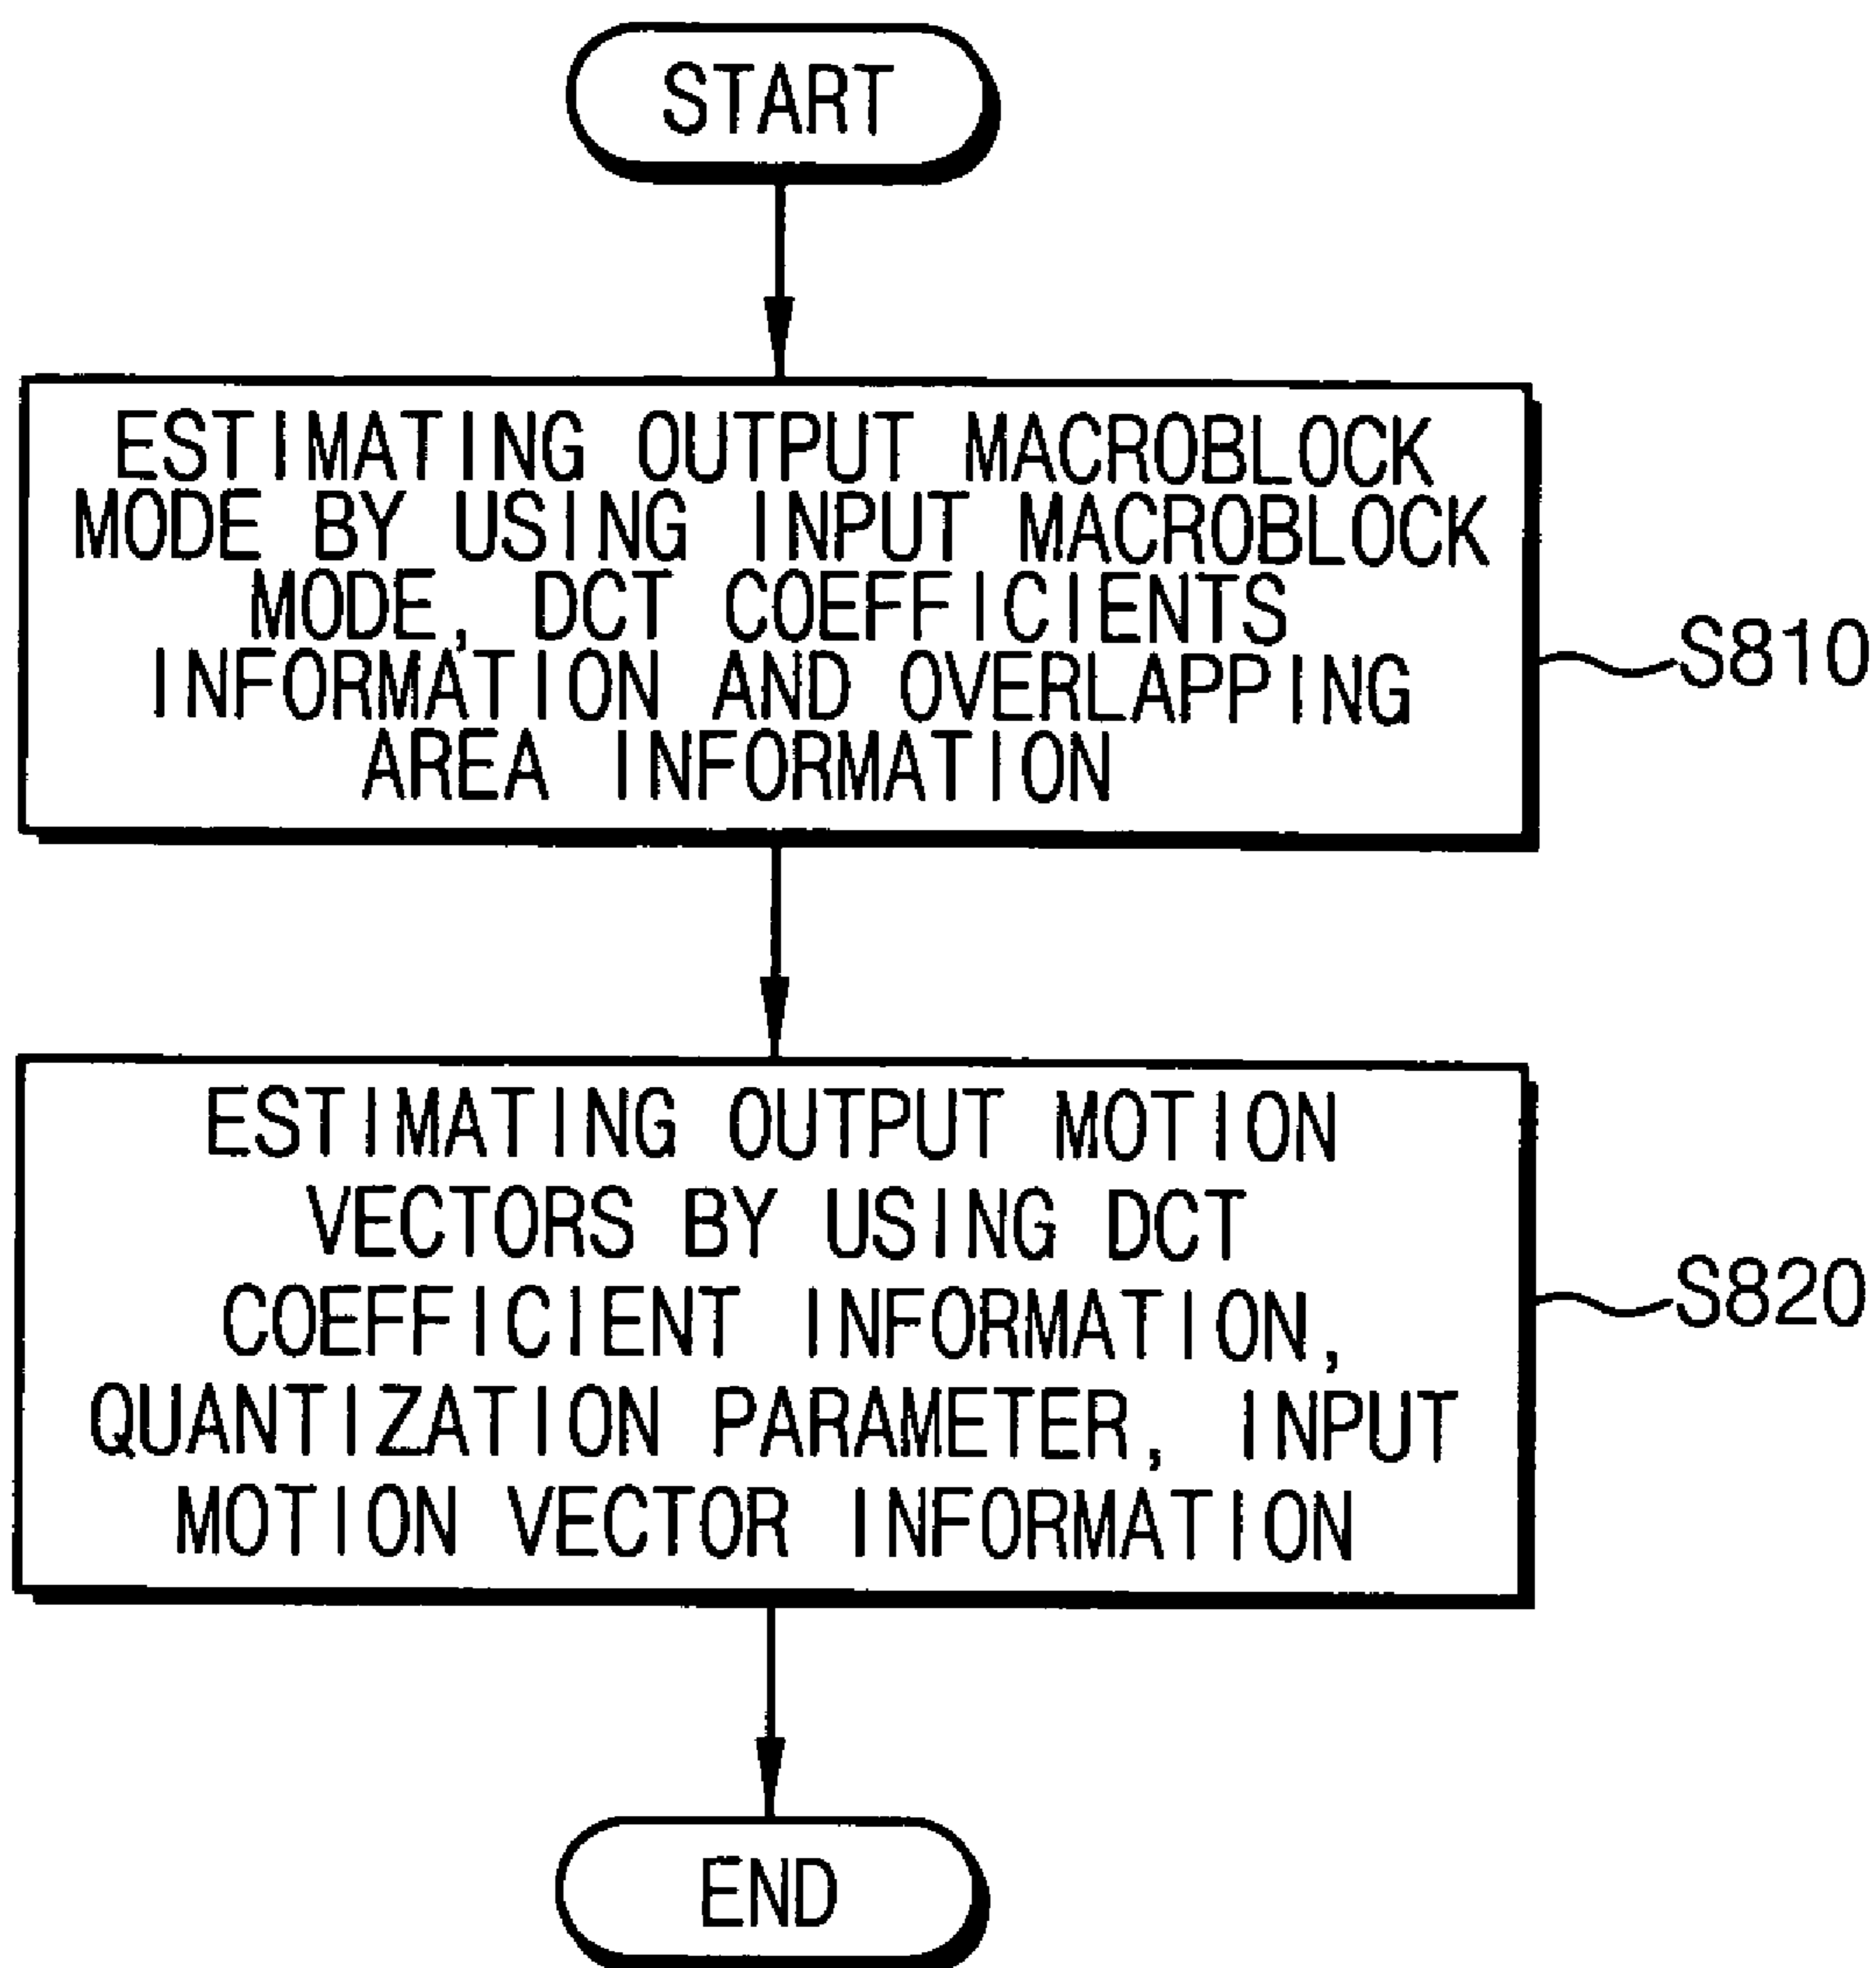 START
ESTIMATING OUTPUT MACROBLOCK
MODE BY USING INPUT MACROBLOCK
MODE, DCT COEFFICIENTS
INFORMATION AND OVERLAPPING
AREA INFORMATION
S810
ESTIMATING OUTPUT MOTION
VECTORS BY USING DCT
COEFFICIENT INFORMATION,
QUANTIZATION PARAMETER, INPUT
MOTION VECTOR INFORMATION
S820
END